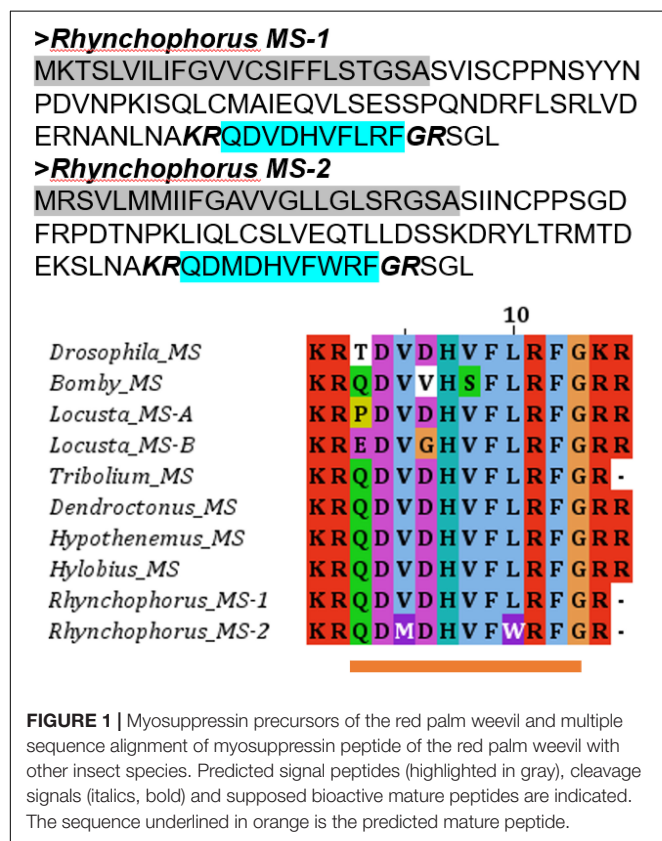 >Rhynchophorus MS-1
MKTSLVILIFGVVCSIFFLSTGSASVISCPPNSYYN
PDVNPKISQLCMAIEQVLSESSPQNDRFLSRLVD
ERNANLNAKRQDVDHVFLRFGRSGL
>Rhynchophorus MS-2
MRSVLMMIIFGAVVGLLGLSRGSASIINCPPSGD
FRPDTNPKLIQLCSLVEQTLLDSSKDRYLTRMTD
EKSLNAKRQDMDHVFWRFGRSGL
10
Drosophila_MS KRTDVDHVFLRFGKR
Bomby_MS KRQDVVHSFLRFGRR
Locusta_MS-A KRPDVDHVFLRFGRR
Locusta_MS-B KREDVGHVFLRFGRR
Tribolium_MS KRQDVDHVFLRFGR-
Dendroctonus_MS KRQDVDHVFLRFGRR
Hypothenemus_MS KRQDVDHVFLRFGRR
Hylobius_MS KRQDVDHVFLRFGRR
Rhynchophorus_MS-1 KRQDVDHVFLRFGR-
Rhynchophorus_MS-2 KRQDMDHVFWRFGR-
FIGURE 1 | Myosuppressin precursors of the red palm weevil and multiple
sequence alignment of myosuppressin peptide of the red palm weevil with
other insect species. Predicted signal peptides (highlighted in gray), cleavage
signals (italics, bold) and supposed bioactive mature peptides are indicated.
The sequence underlined in orange is the predicted mature peptide.